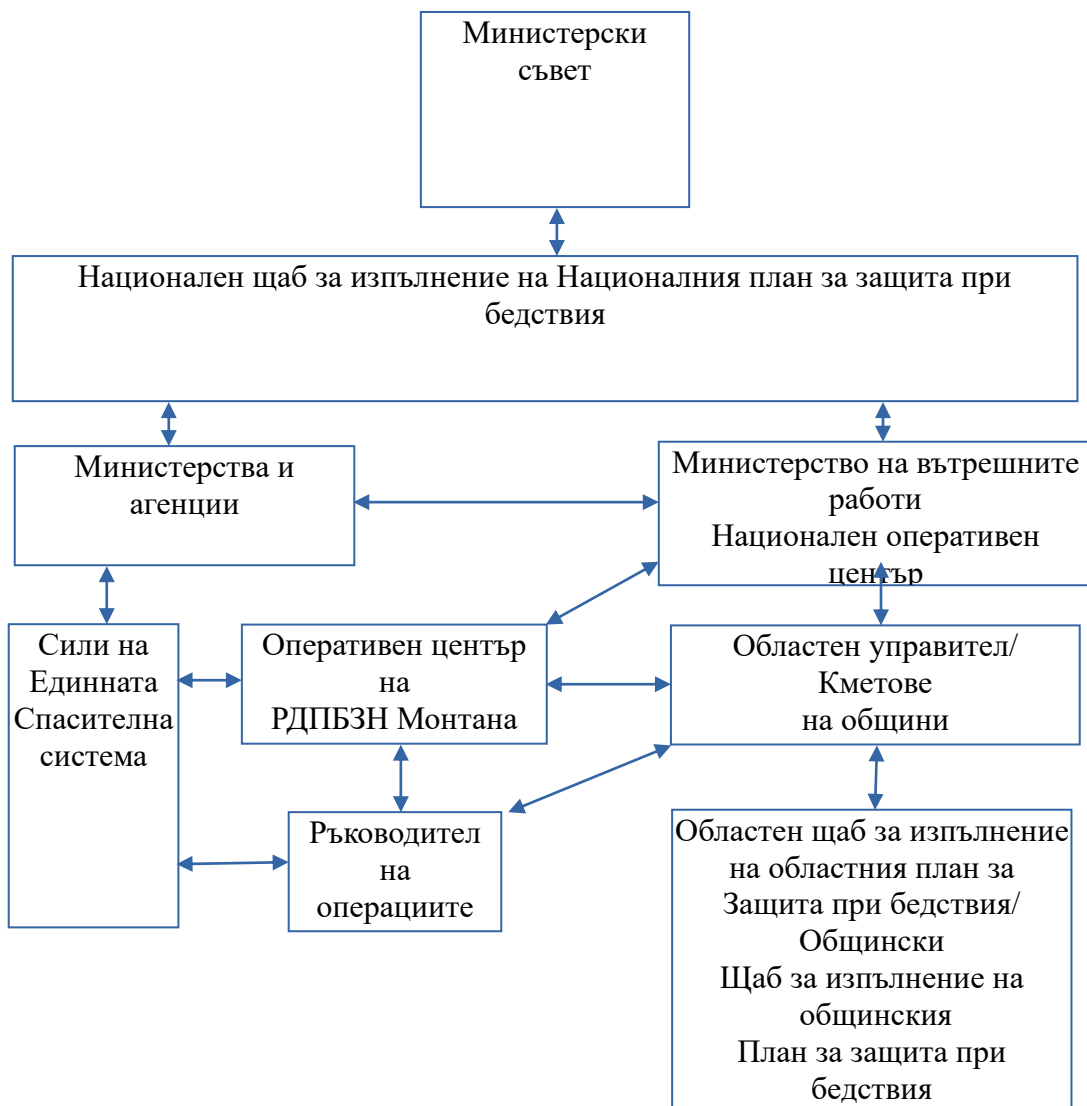 Министерски
съвет
Национален щаб за изпълнение на Националния план за защита при
бедствия
Министерства и
агенции
Министерство на вътрешните
работи
Национален оперативен
център
Сили на
Единната
Спасителна
система
Оперативен център
на
РДПБЗН Монтана
Областен управител/
Кметове
на общини
Ръководител
на
операциите
Областен щаб за изпълнение
на областния план за
Защита при бедствия/
Общински
Щаб за изпълнение на
общинския
План за защита при
бедствия